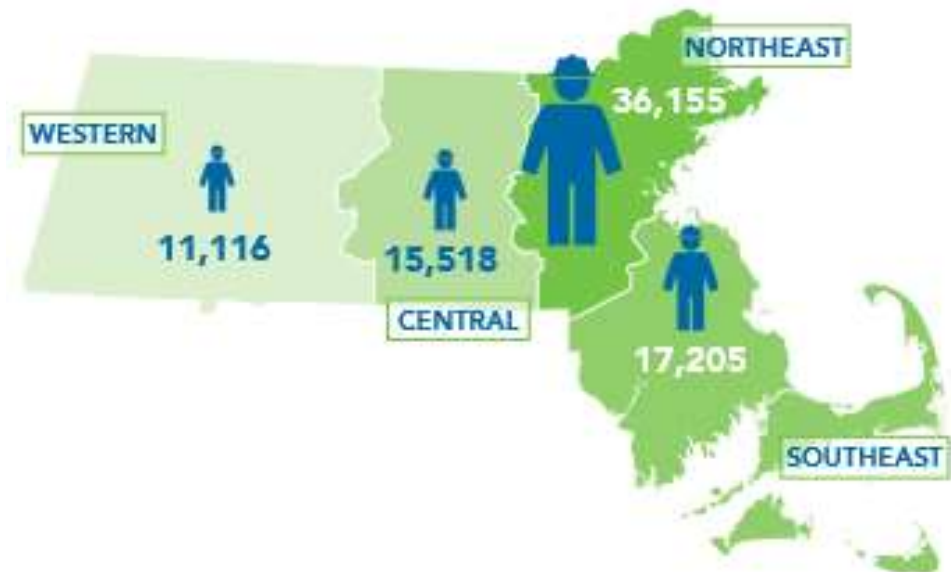 NORTHEAST
36,155
WESTERN
11,116
15,518
CENTRAL
17,205
SOUTHEAST